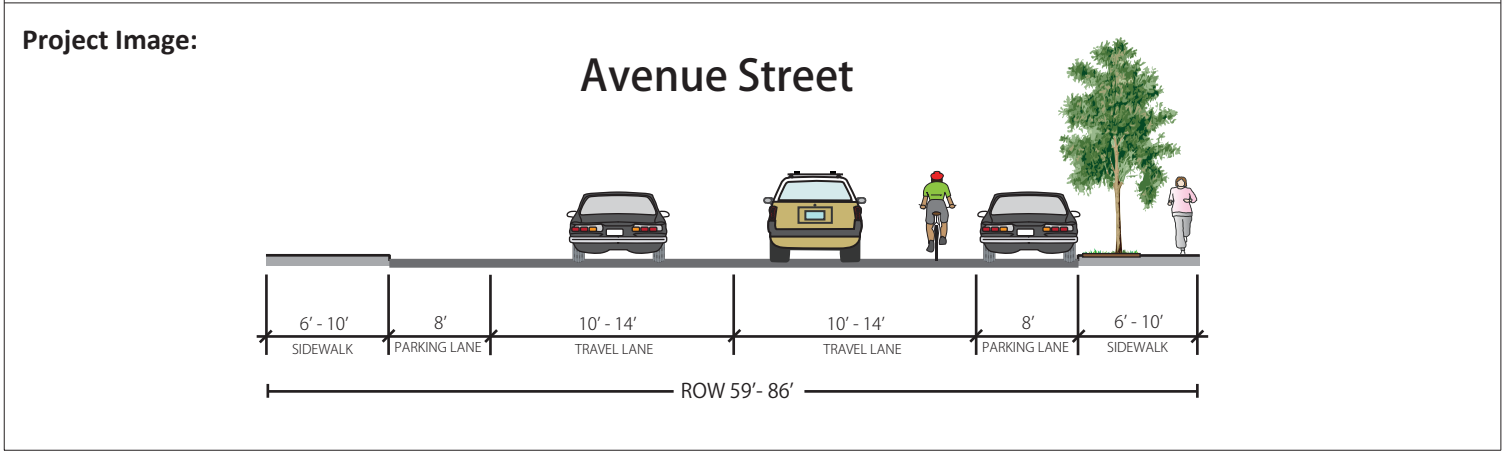 Project Image:
Avenue Street
6' - 10'
8'
10' - 14'
10' - 14'
8'
6' - 10'
SIDEWALK
PARKING LANE
TRAVEL LANE
TRAVEL LANE
PARKING LANE
SIDEWALK
ROW 59'- 86'